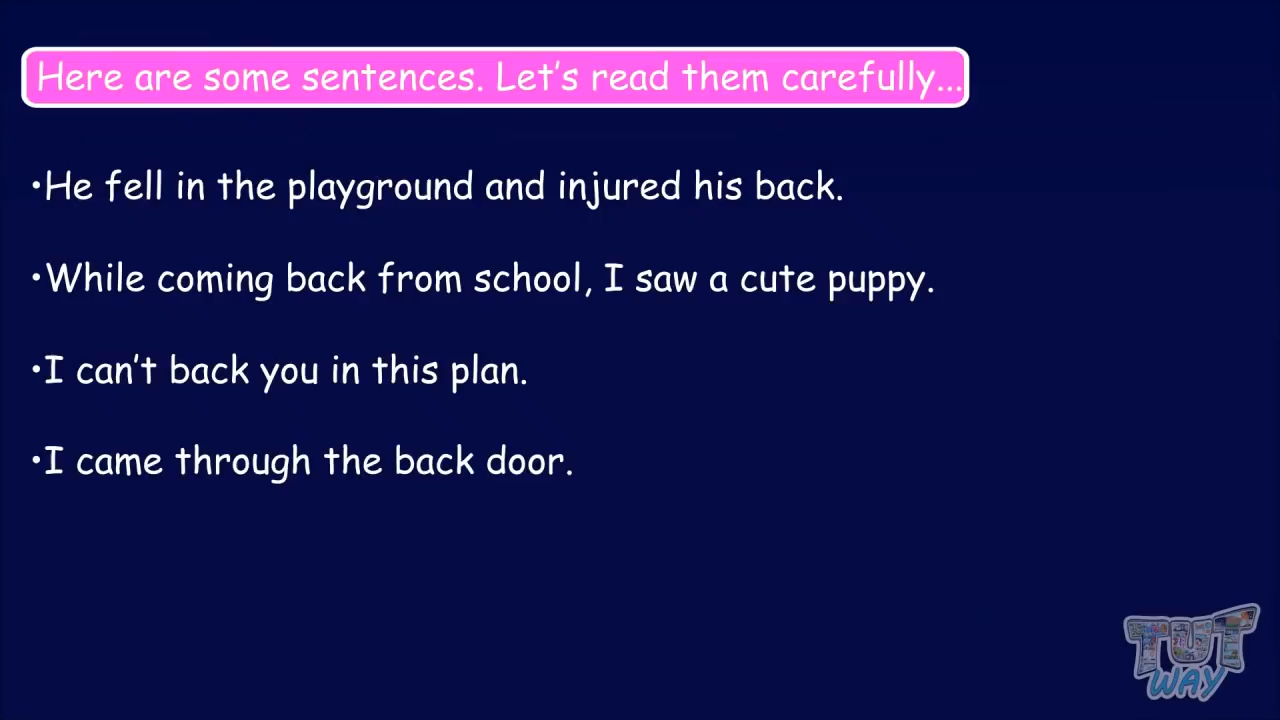 Here are some sentences. Let's read them carefully...
•He fell in the playground and injured his back.
•While coming back from school, I saw a cute puppy.
•I can't back you in this plan.
•I came through the back door.
TUT
WAY